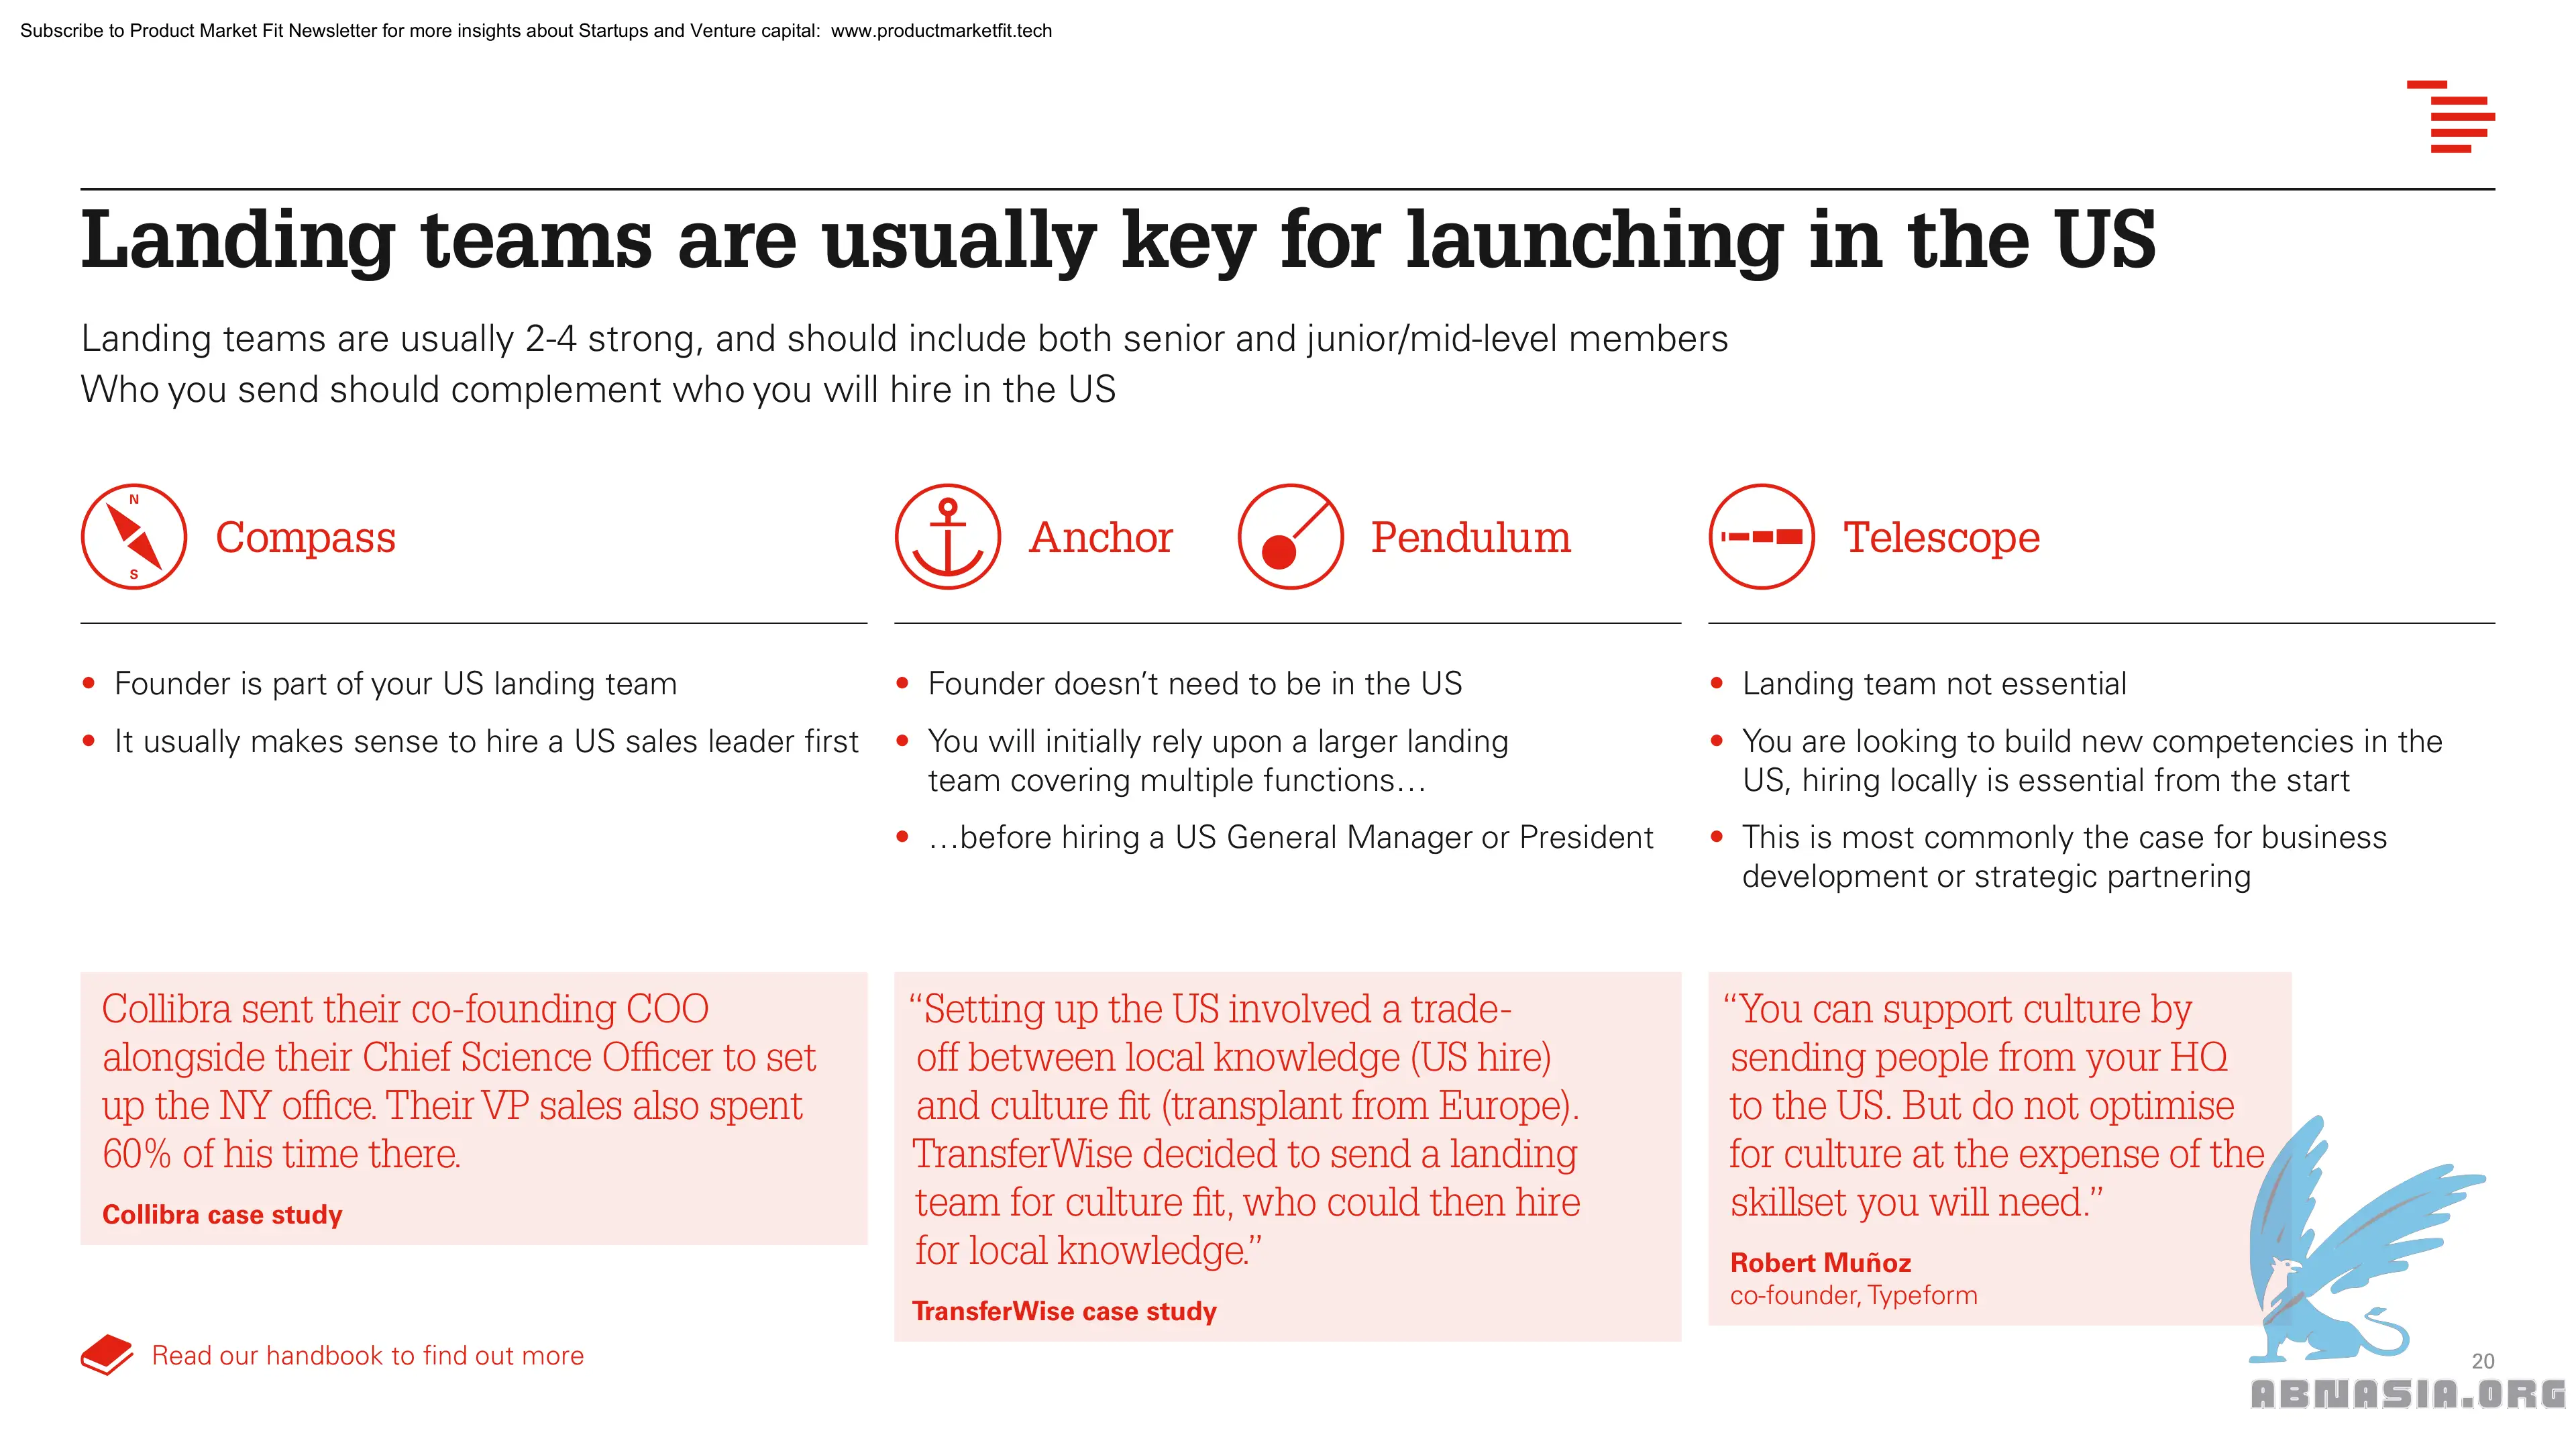 Subscribe to Product Market Fit Newsletter for more insights about Startups and Venture capital:  www.productmarketfit.tech
Landing teams are usually key for launching in the US
Landing teams are usually 2-4 strong, and should include both senior and junior/mid-level members
Who you send should complement who you will hire in the US
N
S
Compass
• Founder is part of your US landing team
• It usually makes sense to hire a US sales leader first
Collibra sent their co-founding COO
alongside their Chief Science Officer to set
up the NY office. Their VP sales also spent
60% of his time there.
Collibra case study
Anchor
Pendulum
• Founder doesn’t need to be in the US
• You will initially rely upon a larger landing
team covering multiple functions…
• …before hiring a US General Manager or President
“Setting up the US involved a trade-
off between local knowledge (US hire)
and culture fit (transplant from Europe).
TransferWise decided to send a landing
team for culture fit, who could then hire
for local knowledge.”
TransferWise case study
Telescope
• Landing team not essential
• You are looking to build new competencies in the
US, hiring locally is essential from the start
• This is most commonly the case for business
development or strategic partnering
“You can support culture by
sending people from your HQ
to the US. But do not optimise
for culture at the expense of the
skillset you will need.”
Robert Muñoz
co-founder, Typeform
Read our handbook to find out more
20
ABNASIA.ORG